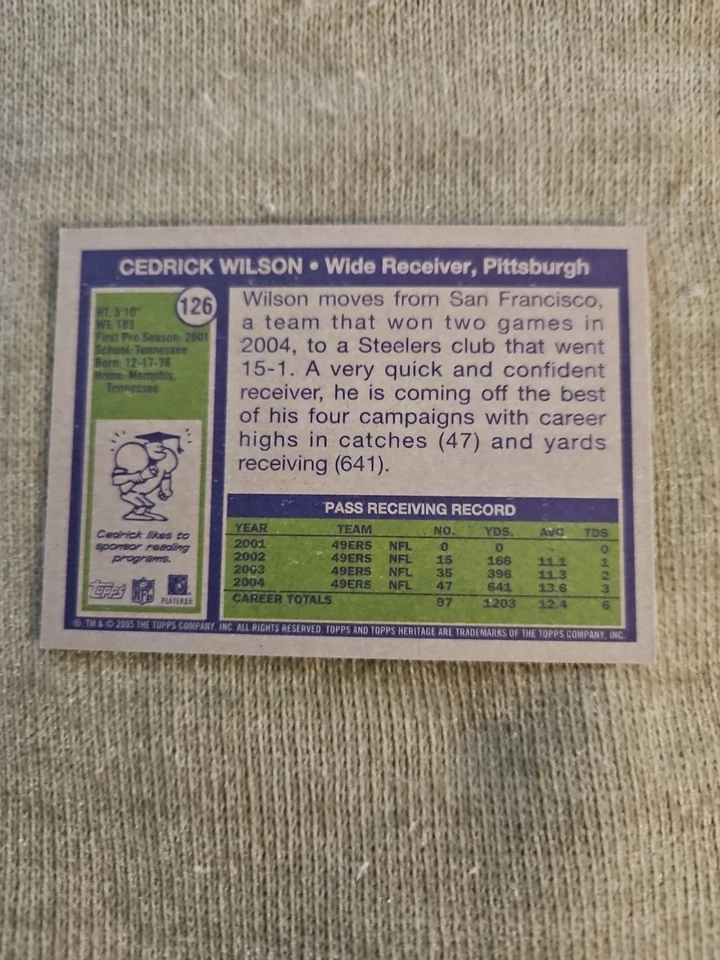 CEDRICK WILSON • Wide Receiver, Pittsburgh
126
HT: 5'10"
WT: 183
First Pro Season: 2001
School: Tennessee
Born: 12-17-78
Home: Memphis,
Tennessee
Wilson moves from San Francisco,
a team that won two games in
2004, to a Steelers club that went
15-1. A very quick and confident
receiver, he is coming off the best
of his four campaigns with career
highs in catches (47) and yards
receiving (641).
Cedrick likes to
sponsor reading
programs.
TOPPS NFL PLAYERS
PASS RECEIVING RECORD
YEAR TEAM NO. YDS. AVG TDS
2001 49ERS NFL 0 0 - 0
2002 49ERS NFL 15 166 11.1 1
2003 49ERS NFL 35 396 11.3 2
2004 49ERS NFL 47 641 13.6 3
CAREER TOTALS 97 1203 12.4 6
®, TM & © 2005 THE TOPPS COMPANY, INC. ALL RIGHTS RESERVED. TOPPS AND TOPPS HERITAGE ARE TRADEMARKS OF THE TOPPS COMPANY, INC.